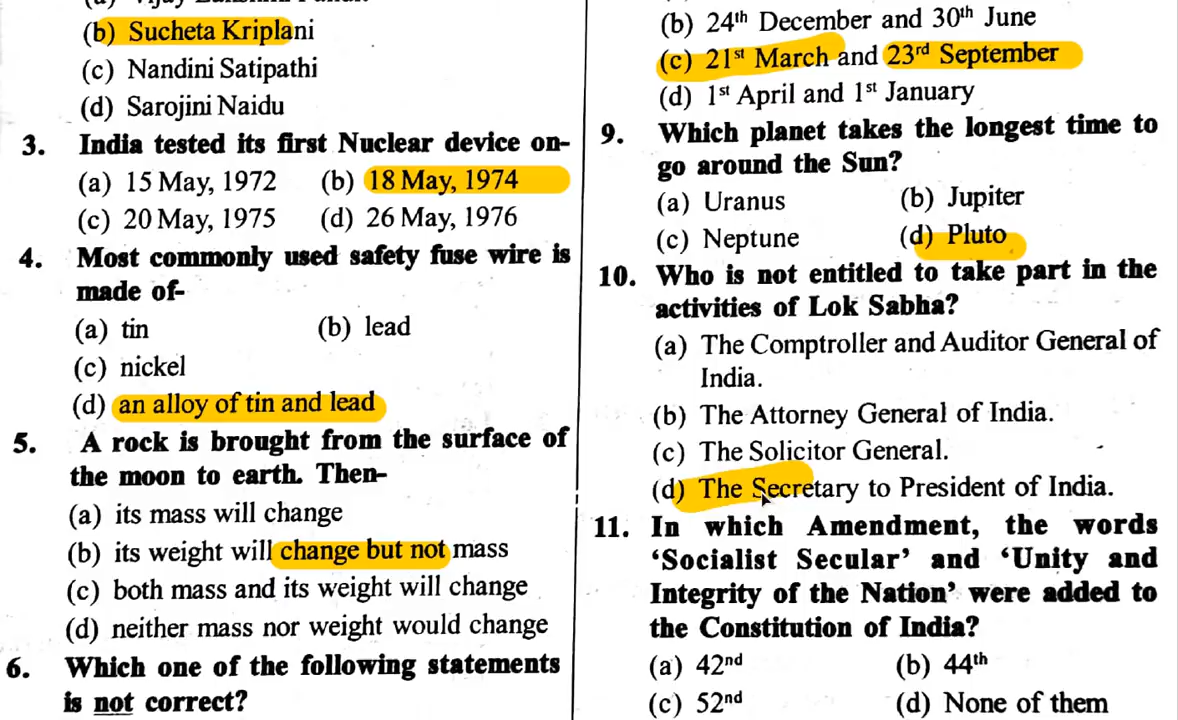 (b) Sucheta Kriplani
(c) Nandini Satipathi
(d) Sarojini Naidu
3. India tested its first Nuclear device on-
(a) 15 May, 1972 (b) 18 May, 1974
(c) 20 May, 1975 (d) 26 May, 1976
4. Most commonly used safety fuse wire is
made of-
(a) tin (b) lead
(c) nickel
(d) an alloy of tin and lead
5. A rock is brought from the surface of
the moon to earth. Then-
(a) its mass will change
(b) its weight will change but not mass
(c) both mass and its weight will change
(d) neither mass nor weight would change
6. Which one of the following statements
is not correct?
(b) 24th December and 30th June
(c) 21st March and 23rd September
(d) 1st April and 1st January
9. Which planet takes the longest time to
go around the Sun?
(a) Uranus (b) Jupiter
(c) Neptune (d) Pluto
10. Who is not entitled to take part in the
activities of Lok Sabha?
(a) The Comptroller and Auditor General of
India.
(b) The Attorney General of India.
(c) The Solicitor General.
(d) The Secretary to President of India.
11. In which Amendment, the words
‘Socialist Secular’ and ‘Unity and
Integrity of the Nation’ were added to
the Constitution of India?
(a) 42nd (b) 44th
(c) 52nd (d) None of them